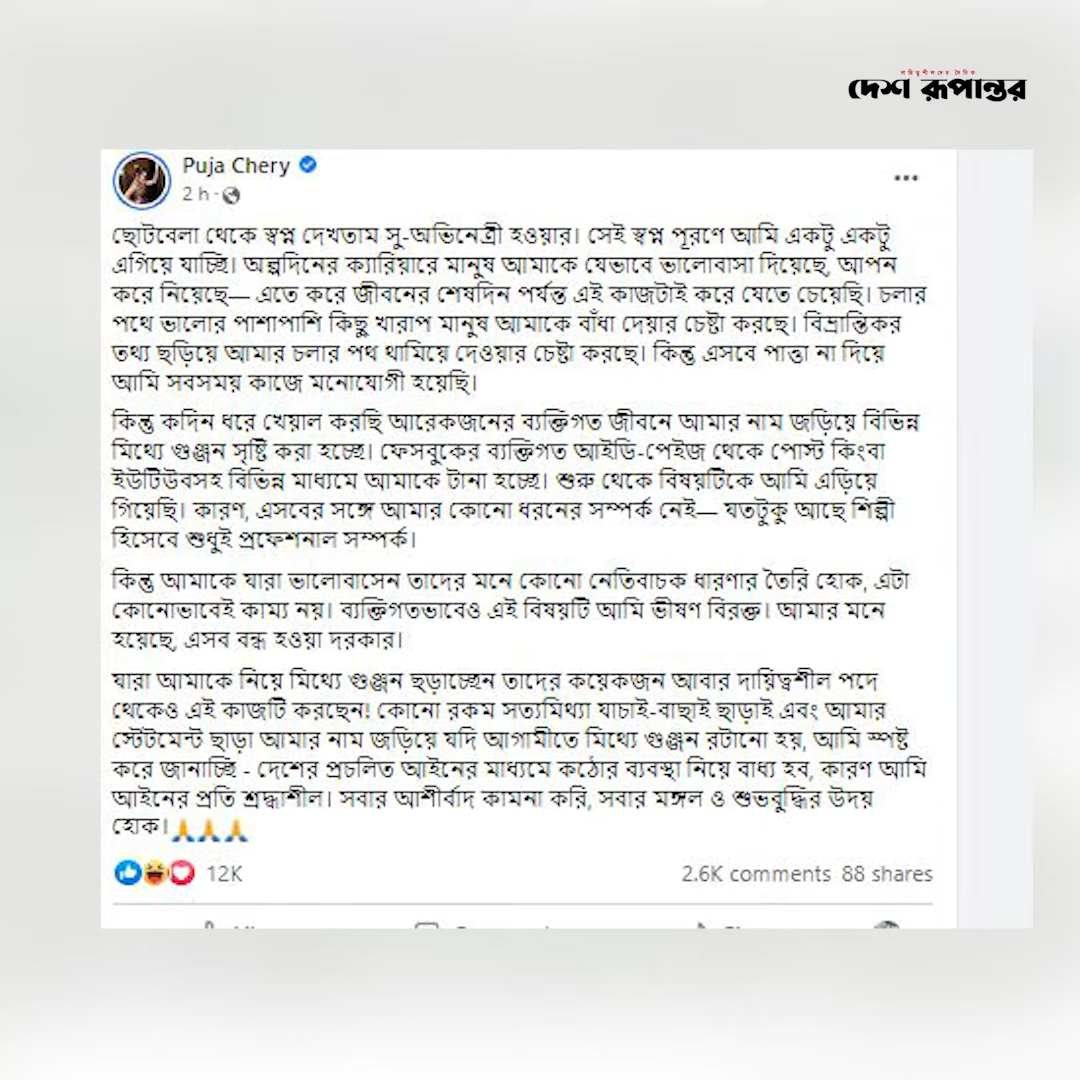 দায়িত্বশীলদের দৈনিক
দেশ রূপান্তর
Puja Chery
2 h ·
ছোটবেলা থেকে স্বপ্ন দেখতাম সু-অভিনেত্রী হওয়ার। সেই স্বপ্ন পূরণে আমি একটু একটু
এগিয়ে যাচ্ছি। অল্পদিনের ক্যারিয়ারে মানুষ আমাকে যেভাবে ভালোবাসা দিয়েছে, আপন
করে নিয়েছে— এতে করে জীবনের শেষদিন পর্যন্ত এই কাজটাই করে যেতে চেয়েছি। চলার
পথে ভালোর পাশাপাশি কিছু খারাপ মানুষ আমাকে বাঁধা দেয়ার চেষ্টা করছে। বিভ্রান্তিকর
তথ্য ছড়িয়ে আমার চলার পথ থামিয়ে দেওয়ার চেষ্টা করছে। কিন্তু এসবে পাত্তা না দিয়ে
আমি সবসময় কাজে মনোযোগী হয়েছি।
কিন্তু কদিন ধরে খেয়াল করছি আরেকজনের ব্যক্তিগত জীবনে আমার নাম জড়িয়ে বিভিন্ন
মিথ্যে গুঞ্জন সৃষ্টি করা হচ্ছে। ফেসবুকের ব্যক্তিগত আইডি-পেইজ থেকে পোস্ট কিংবা
ইউটিউবসহ বিভিন্ন মাধ্যমে আমাকে টানা হচ্ছে। শুরু থেকে বিষয়টিকে আমি এড়িয়ে
গিয়েছি। কারণ, এসবের সঙ্গে আমার কোনো ধরনের সম্পর্ক নেই— যতটুকু আছে শিল্পী
হিসেবে শুধুই প্রফেশনাল সম্পর্ক।
কিন্তু আমাকে যারা ভালোবাসেন তাদের মনে কোনো নেতিবাচক ধারণার তৈরি হোক, এটা
কোনোভাবেই কাম্য নয়। ব্যক্তিগতভাবেও এই বিষয়টি আমি ভীষণ বিরক্ত। আমার মনে
হয়েছে, এসব বন্ধ হওয়া দরকার।
যারা আমাকে নিয়ে মিথ্যে গুঞ্জন ছড়াচ্ছেন তাদের কয়েকজন আবার দায়িত্বশীল পদে
থেকেও এই কাজটি করছেন! কোনো রকম সত্যমিথ্যা যাচাই-বাছাই ছাড়াই এবং আমার
স্টেটমেন্ট ছাড়া আমার নাম জড়িয়ে যদি আগামীতে মিথ্যে গুঞ্জন রটানো হয়, আমি স্পষ্ট
করে জানাচ্ছি - দেশের প্রচলিত আইনের মাধ্যমে কঠোর ব্যবস্থা নিয়ে বাধ্য হব, কারণ আমি
আইনের প্রতি শ্রদ্ধাশীল। সবার আশীর্বাদ কামনা করি, সবার মঙ্গল ও শুভবুদ্ধির উদয়
হোক।🙏🙏🙏
12K 2.6K comments 88 shares